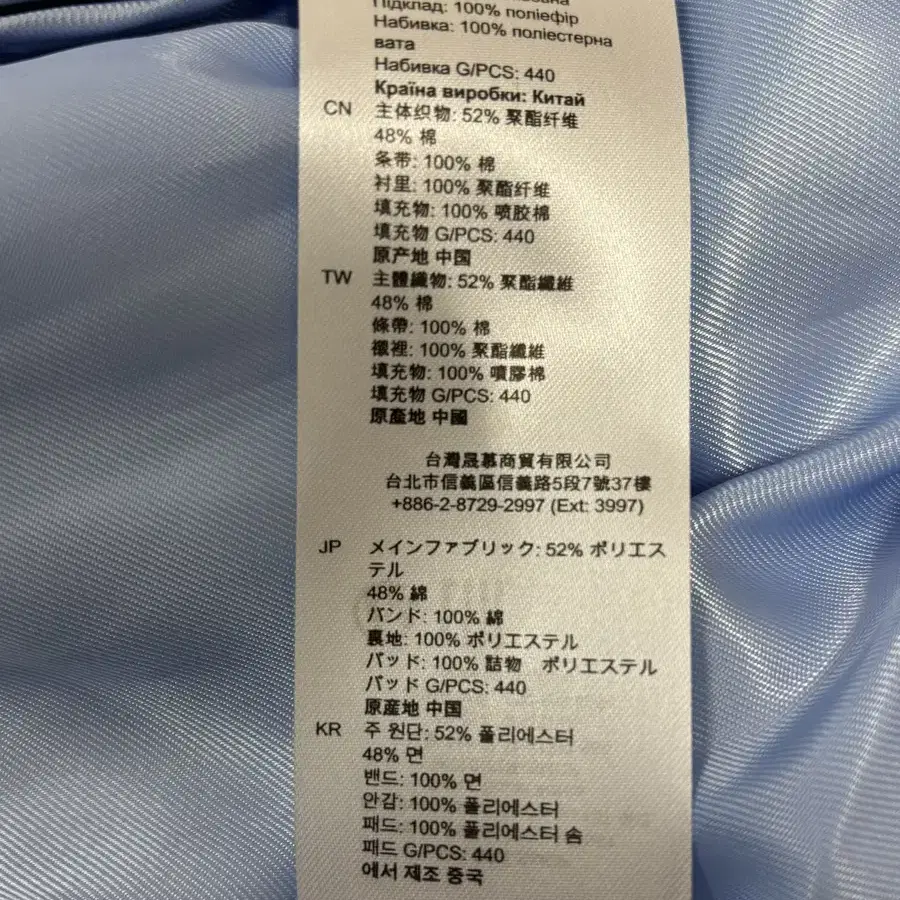 Підклад: 100% поліефір
Набивка: 100% поліестерна
вата
Набивка G/PCS: 440
Країна виробки: Китай
CN 主体织物: 52% 聚酯纤维
48% 棉
条带: 100% 棉
衬里: 100% 聚酯纤维
填充物: 100% 喷胶棉
填充物 G/PCS: 440
原产地 中国
TW 主體織物: 52% 聚酯纖維
48% 棉
條帶: 100% 棉
襯裡: 100% 聚酯纖維
填充物: 100% 噴膠棉
填充物 G/PCS: 440
原產地 中國
台灣晟慕商貿有限公司
台北市信義區信義路5段7號37樓
+886-2-8729-2997 (Ext: 3997)
JP メインファブリック: 52% ポリエス
テル
48% 綿
バンド: 100% 綿
裏地: 100% ポリエステル
パッド: 100% 詰物 ポリエステル
パッド G/PCS: 440
原産地 中国
KR 주 원단: 52% 폴리에스터
48% 면
밴드: 100% 면
안감: 100% 폴리에스터
패드: 100% 폴리에스터 솜
패드 G/PCS: 440
에서 제조 중국